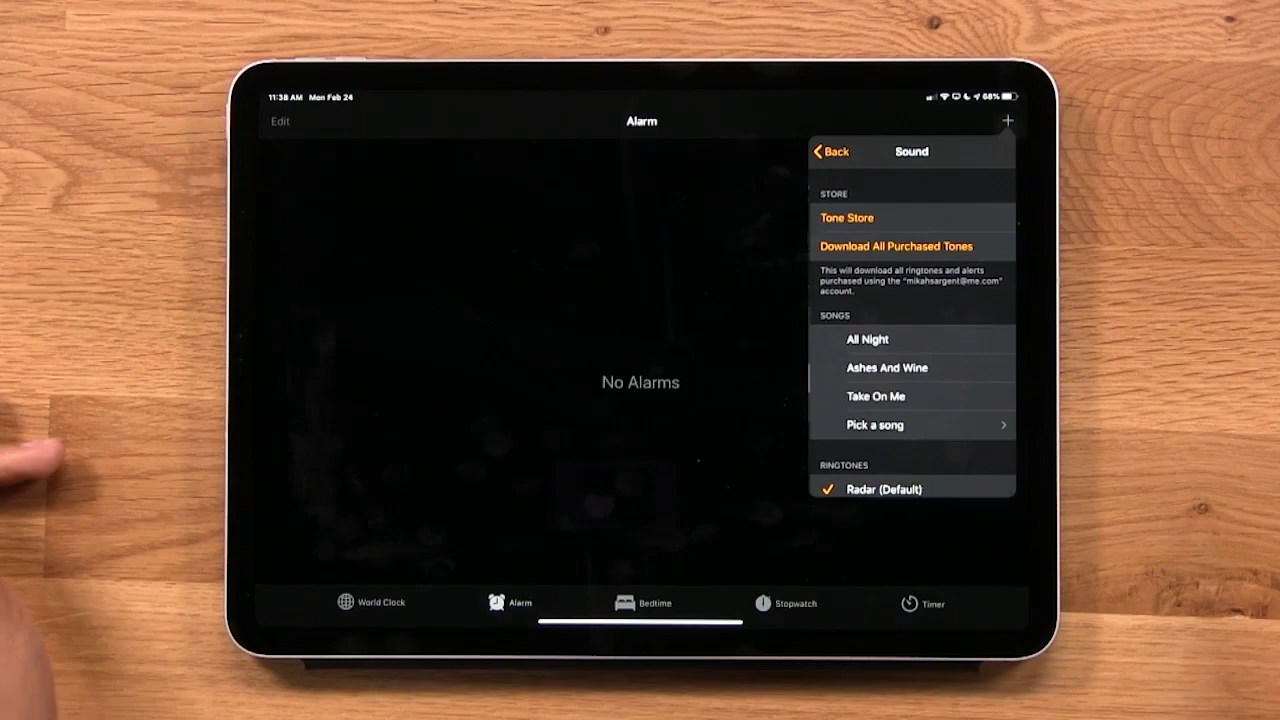 11:38 AM Mon Feb 24
68%
Edit
Alarm
+
Back
Sound
STORE
Tone Store
Download All Purchased Tones
This will download all ringtones and alerts
purchased using the "mikahsargent@me.com"
account.
SONGS
All Night
Ashes And Wine
Take On Me
Pick a song
No Alarms
RINGTONES
Radar (Default)
World Clock
Alarm
Bedtime
Stopwatch
Timer